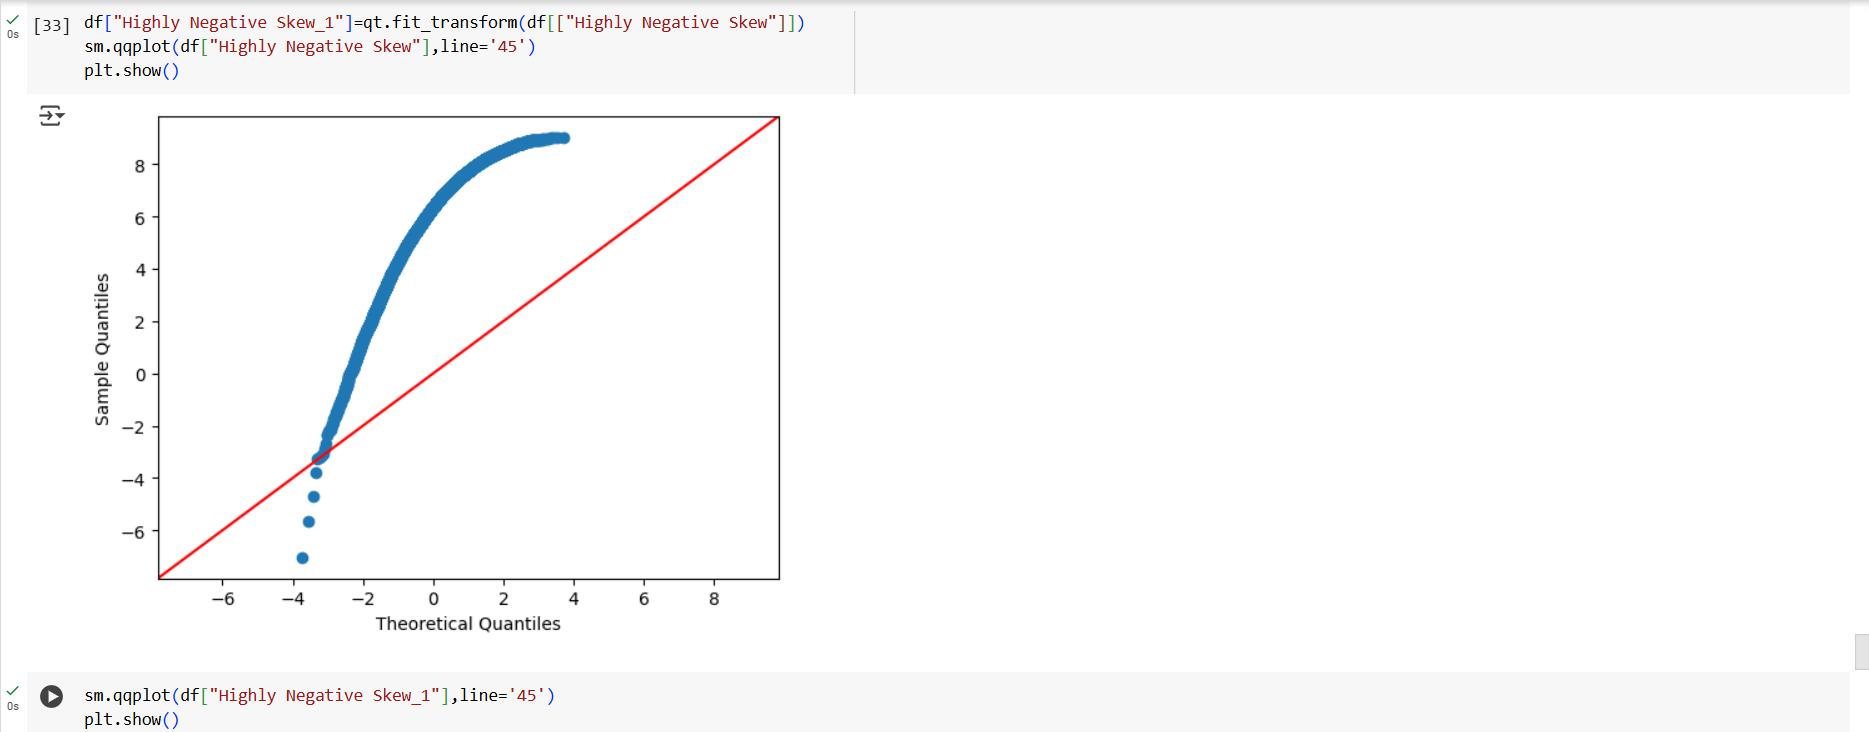 [33] df["Highly Negative Skew_1"]=qt.fit_transform(df[["Highly Negative Skew"]])
0s
sm.qqplot(df["Highly Negative Skew"],line='45')
plt.show()
8
6
4
2
0
−2
−4
−6
Sample Quantiles
−6 −4 −2 0 2 4 6 8
Theoretical Quantiles
sm.qqplot(df["Highly Negative Skew_1"],line='45')
0s
plt.show()